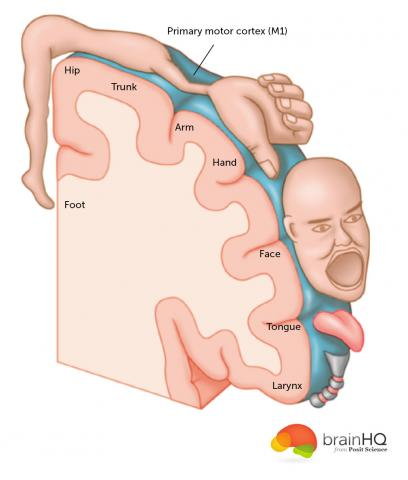 Primary motor cortex (M1)
Hip
Trunk
Arm
Hand
Foot
Face
Tongue
Larynx
brainHQ
from Posit Science